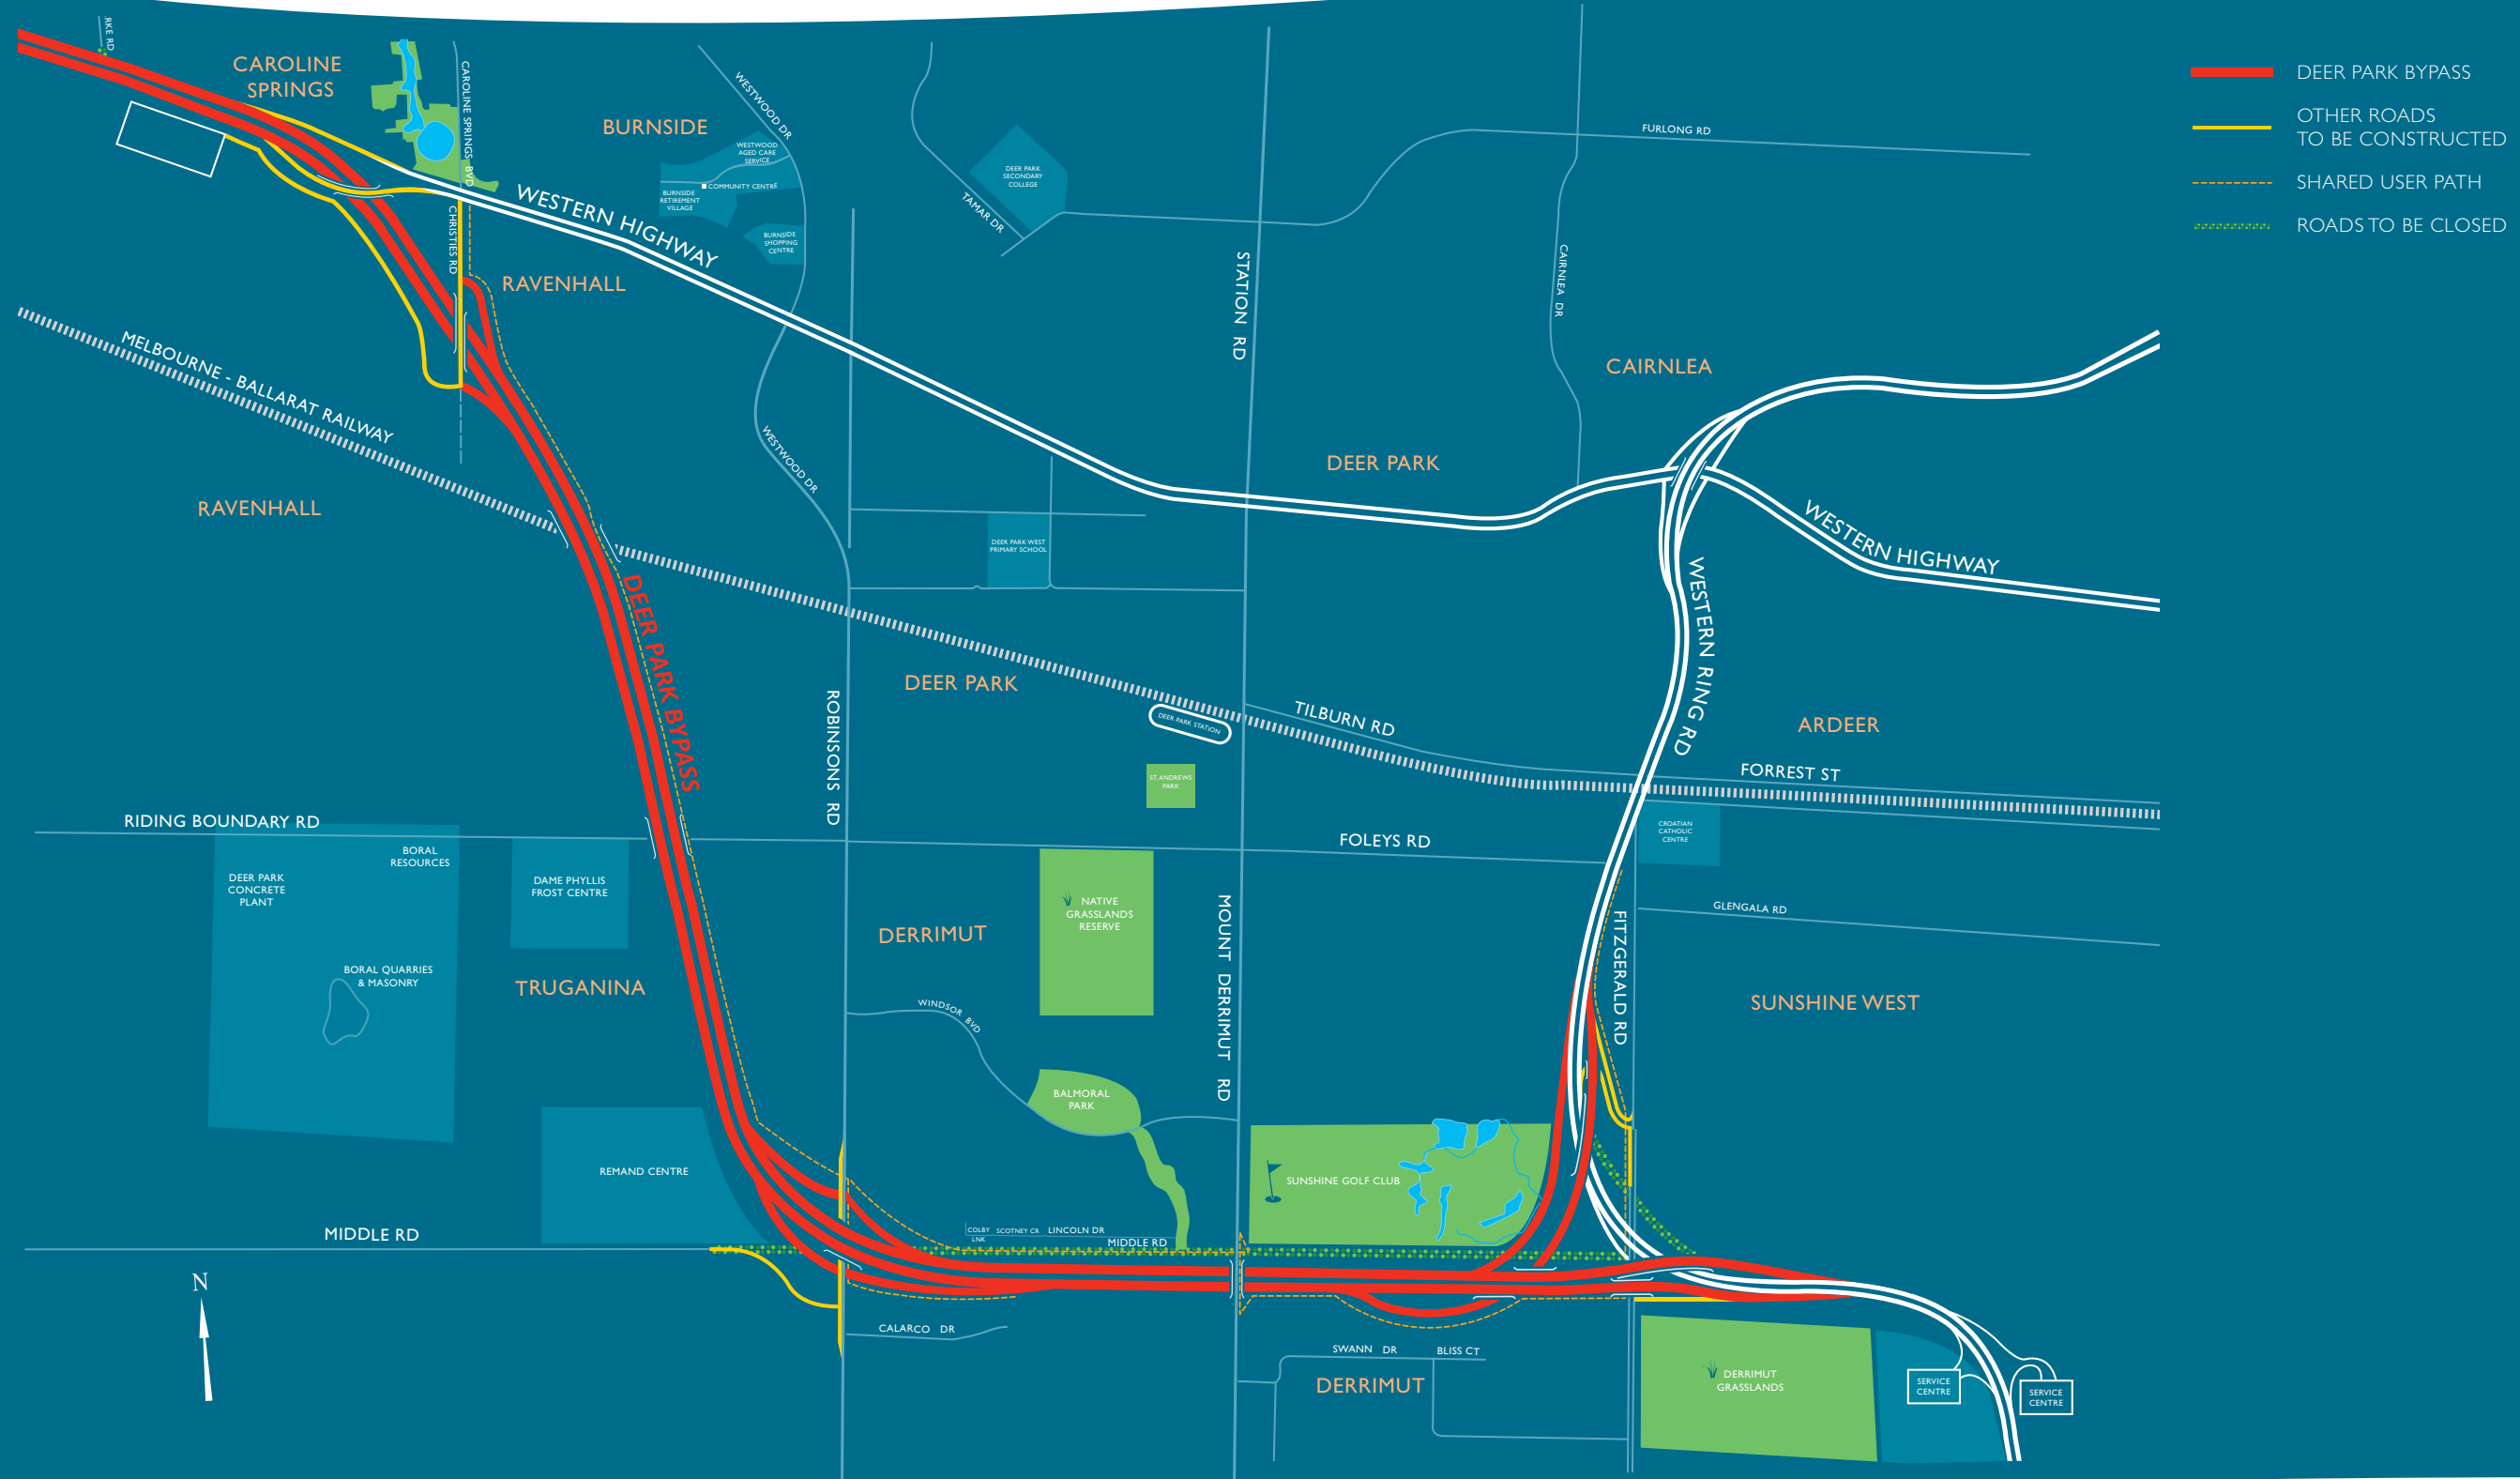 RKE RD
CAROLINE
SPRINGS
CAROLINE SPRINGS BVD
BURNSIDE
WESTWOOD DR
WESTWOOD
AGED CARE
SERVICE
COMMUNITY CENTRE
BURNSIDE
RETIREMENT
VILLAGE
BURNSIDE
SHOPPING
CENTRE
DEER PARK
SECONDARY
COLLEGE
TAMAR DR
FURLONG RD
DEER PARK BYPASS
OTHER ROADS
TO BE CONSTRUCTED
SHARED USER PATH
ROADS TO BE CLOSED
WESTERN HIGHWAY
CHRISTIES RD
RAVENHALL
STATION RD
CAIRNLEA DR
CAIRNLEA
MELBOURNE - BALLARAT RAILWAY
WESTWOOD DR
DEER PARK
RAVENHALL
WESTERN HIGHWAY
DEER PARK WEST
PRIMARY SCHOOL
DEER PARK BYPASS
WESTERN RING RD
DEER PARK
ROBINSONS RD
DEER PARK STATION
TILBURN RD
ARDEER
FORREST ST
ST. ANDREWS
PARK
RIDING BOUNDARY RD
FOLEYS RD
CROATIAN
CATHOLIC
CENTRE
BORAL
RESOURCES
DEER PARK
CONCRETE
PLANT
DAME PHYLLIS
FROST CENTRE
NATIVE
GRASSLANDS
RESERVE
MOUNT DERRIMUT RD
FITZGERALD RD
GLENGALA RD
DERRIMUT
BORAL QUARRIES
& MASONRY
TRUGANINA
WINDSOR BVD
SUNSHINE WEST
BALMORAL
PARK
REMAND CENTRE
SUNSHINE GOLF CLUB
MIDDLE RD
COLBY
LNK
SCOTNEY CR
LINCOLN DR
MIDDLE RD
N
CALARCO DR
SWANN DR
BLISS CT
DERRIMUT
DERRIMUT
GRASSLANDS
SERVICE
CENTRE
SERVICE
CENTRE